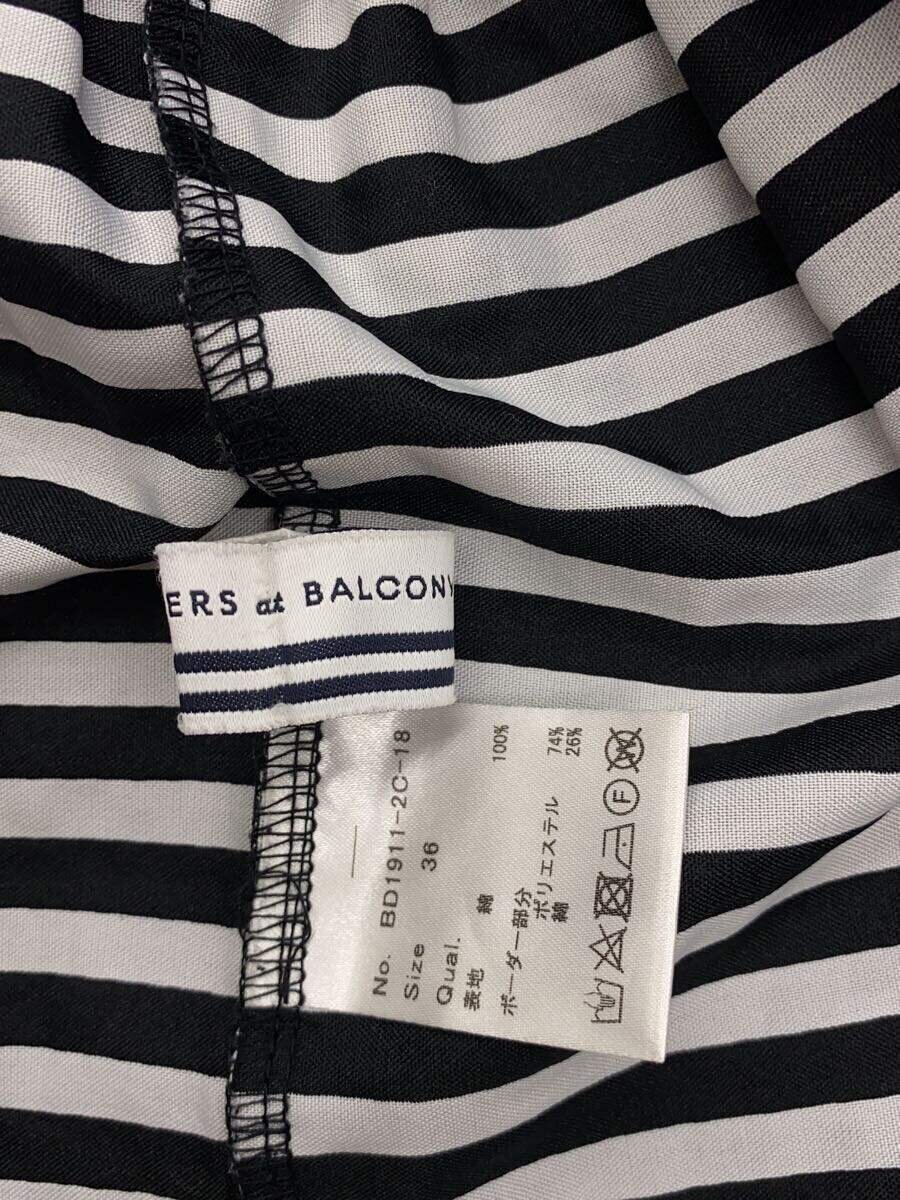 ERS at BALCONY
No. BD1911-2C-18
Size 36
Qual.
表地 綿 100%
ボーダー部分
ポリエステル 74%
綿 26%
W
F